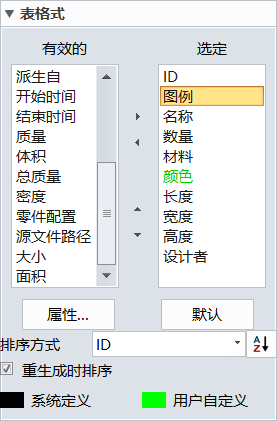 表格式
有效的
选定
派生自
开始时间
结束时间
质量
体积
总质量
密度
零件配置
源文件路径
大小
面积
ID
图例
名称
数量
材料
颜色
长度
宽度
高度
设计者
属性...
默认
排序方式
ID
AZ
重生成时排序
系统定义
用户自定义